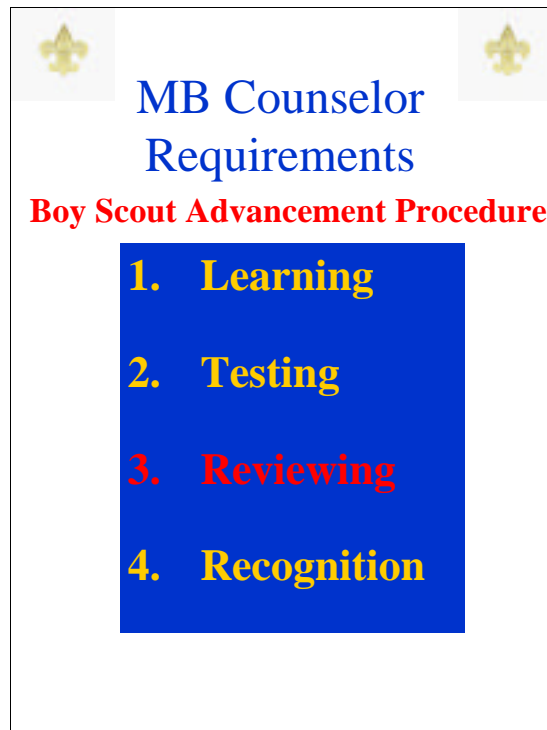 MB Counselor
Requirements
Boy Scout Advancement Procedure
1. Learning
2. Testing
3. Reviewing
4. Recognition